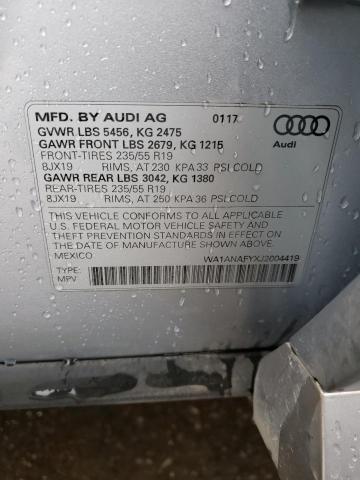 MFD. BY AUDI AG 0117
GVWR LBS 5456, KG 2475
GAWR FRONT LBS 2679, KG 1215
FRONT-TIRES 235/55 R19
8JX19 RIMS, AT 230 KPA 33 PSI COLD
GAWR REAR LBS 3042, KG 1380
REAR-TIRES 235/55 R19
8JX19 RIMS, AT 250 KPA 36 PSI COLD
Audi
THIS VEHICLE CONFORMS TO ALL APPLICABLE
U.S. FEDERAL MOTOR VEHICLE SAFETY AND
THEFT PREVENTION STANDARDS IN EFFECT ON
THE DATE OF MANUFACTURE SHOWN ABOVE.
MEXICO WA1ANAFYXJ2004419
TYPE:
MPV